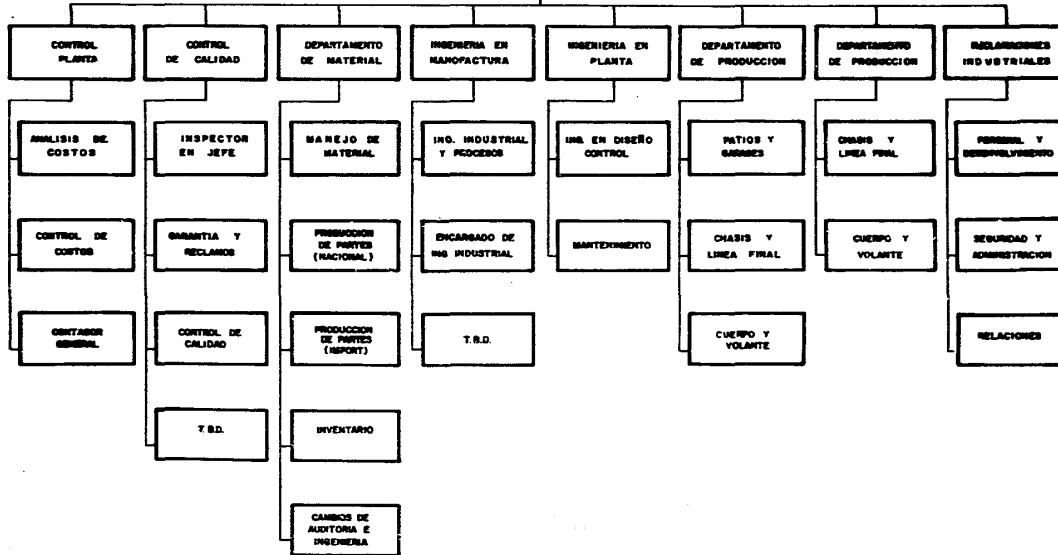 CONTROL
PLANTA
CONTROL
DE CALIDAD
DEPARTAMENTO
DE MATERIAL
INGENIERIA EN
MANOFACTURA
INGENIERIA EN
PLANTA
DEPARTAMENTO
DE PRODUCCION
DEPARTAMENTO
DE PRODUCCION
RECLAMACIONES
INDUSTRIALES
ANALISIS DE
COSTOS
CONTROL DE
COSTOS
CONTADOR
GENERAL
INSPECTOR
EN JEFE
GARANTIA Y
RECLAMOS
CONTROL DE
CALIDAD
T.B.D.
MANEJO DE
MATERIAL
PRODUCCION
DE PARTES
(NACIONAL)
PRODUCCION
DE PARTES
(IMPORT)
INVENTARIO
CAMBIOS DE
AUDITORIA E
INGENIERIA
ING. INDUSTRIAL
Y PROCESOS
ENCARGADO DE
ING INDUSTRIAL
T.B.D.
ING. EN DISEÑO
CONTROL
MANTENIMIENTO
PATIOS Y
GARAGES
CHASIS Y
LINEA FINAL
CUERPO Y
VOLANTE
CHASIS Y
LINEA FINAL
CUERPO Y
VOLANTE
PERSONAL Y
SEGURIDAD Y
ADMINISTRACION
RELACIONES